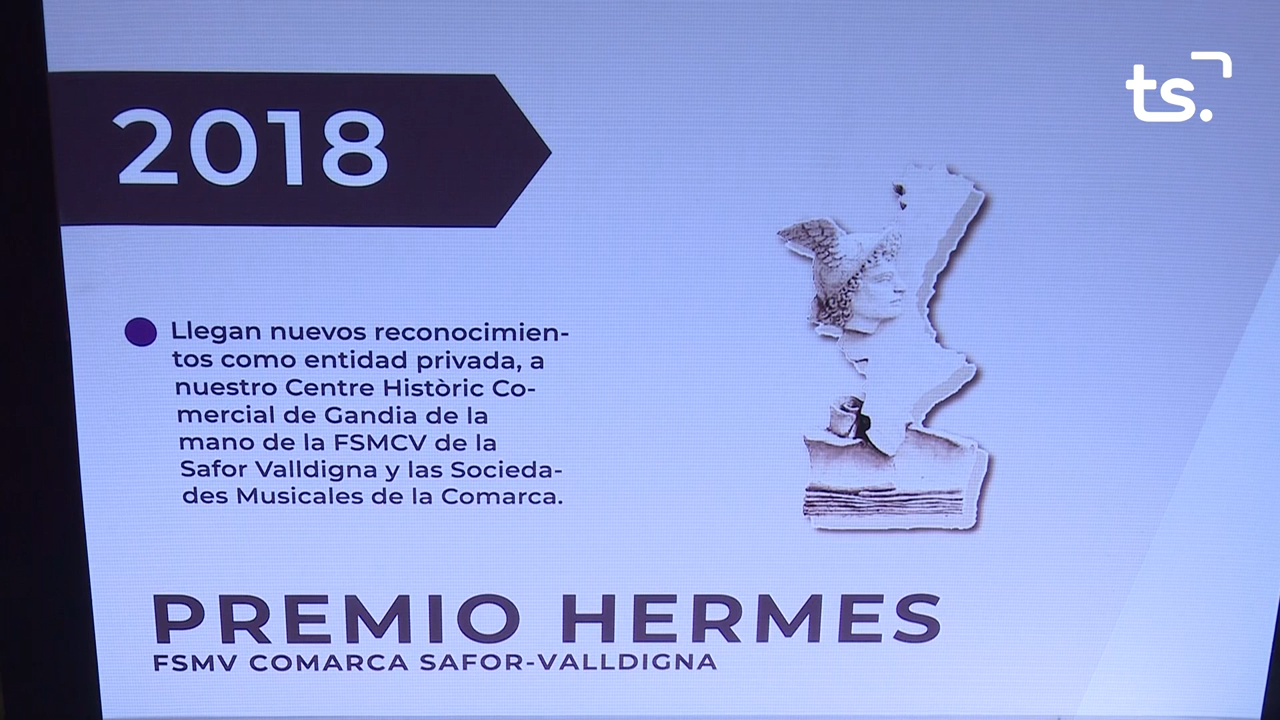 ts.
2018
Llegan nuevos reconocimien-
tos como entidad privada, a
nuestro Centre Històric Co-
mercial de Gandia de la
mano de la FSMCV de la
Safor Valldigna y las Socieda-
des Musicales de la Comarca.
PREMIO HERMES
FSMV COMARCA SAFOR-VALLDIGNA